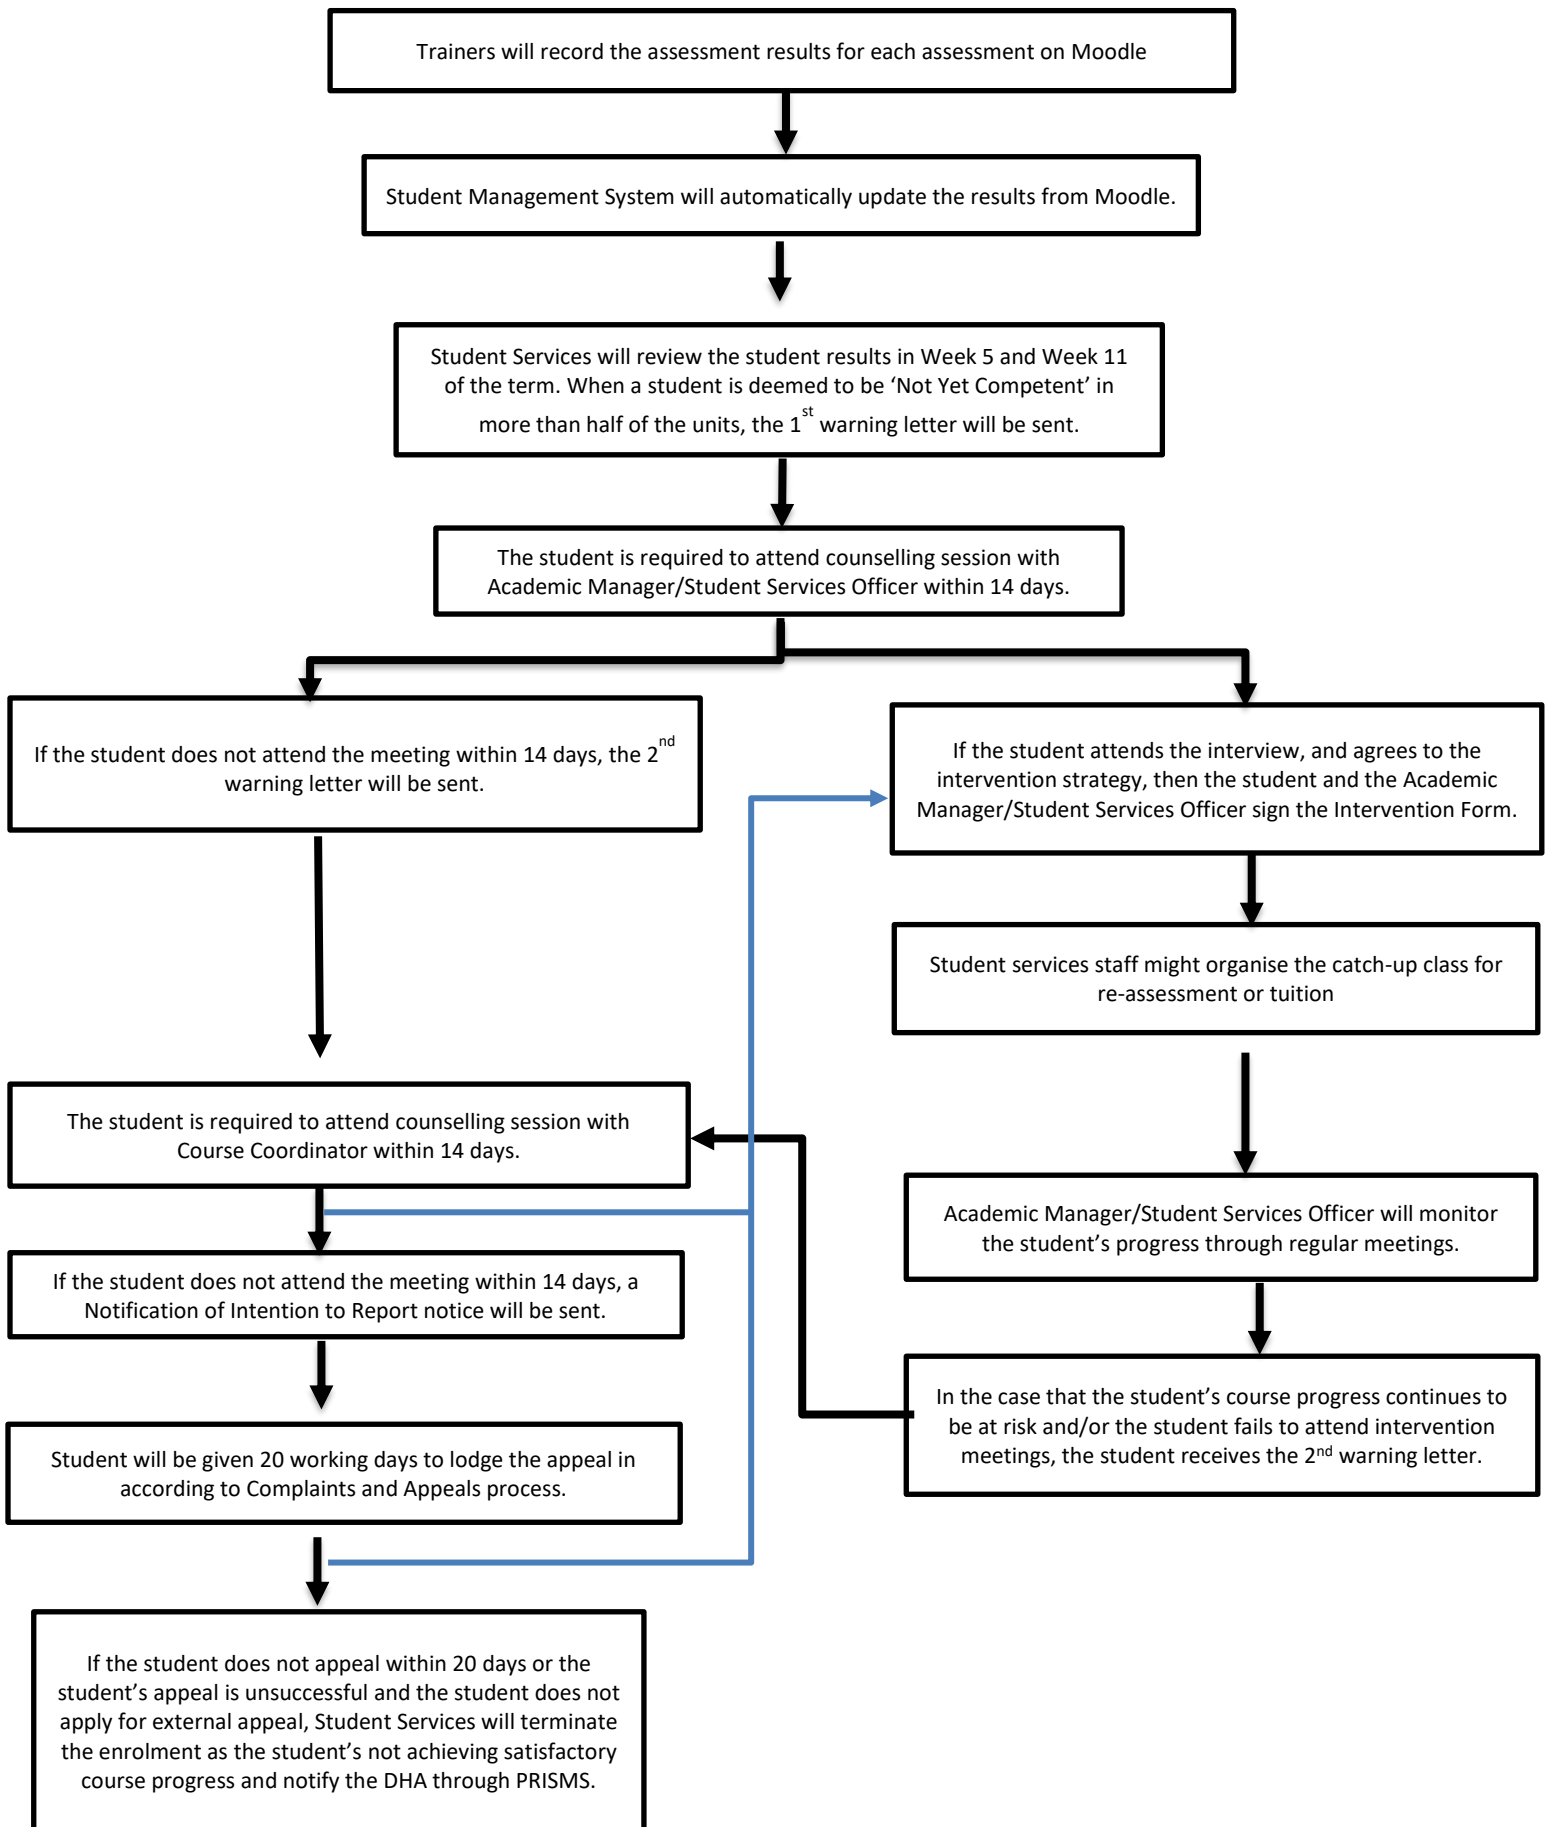 Trainers will record the assessment results for each assessment on Moodle
Student Management System will automatically update the results from Moodle.
Student Services will review the student results in Week 5 and Week 11
of the term. When a student is deemed to be ‘Not Yet Competent’ in
more than half of the units, the 1st warning letter will be sent.
The student is required to attend counselling session with
Academic Manager/Student Services Officer within 14 days.
If the student does not attend the meeting within 14 days, the 2nd
warning letter will be sent.
If the student attends the interview, and agrees to the
intervention strategy, then the student and the Academic
Manager/Student Services Officer sign the Intervention Form.
Student services staff might organise the catch-up class for
re-assessment or tuition
The student is required to attend counselling session with
Course Coordinator within 14 days.
Academic Manager/Student Services Officer will monitor
the student’s progress through regular meetings.
If the student does not attend the meeting within 14 days, a
Notification of Intention to Report notice will be sent.
In the case that the student’s course progress continues to
be at risk and/or the student fails to attend intervention
meetings, the student receives the 2nd warning letter.
Student will be given 20 working days to lodge the appeal in
according to Complaints and Appeals process.
If the student does not appeal within 20 days or the
student’s appeal is unsuccessful and the student does not
apply for external appeal, Student Services will terminate
the enrolment as the student’s not achieving satisfactory
course progress and notify the DHA through PRISMS.